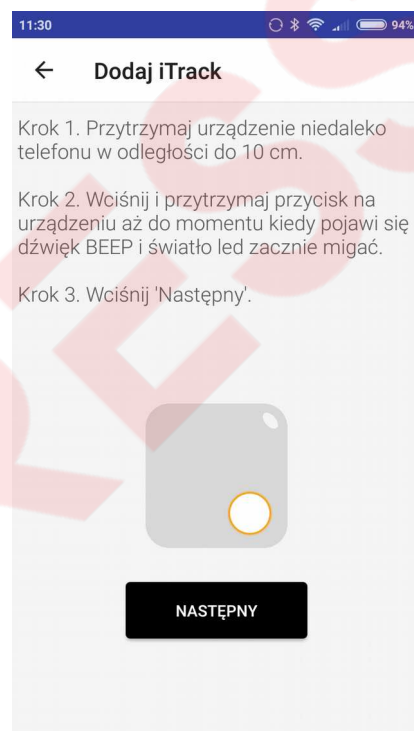 11:30
94%
Dodaj iTrack
Krok 1. Przytrzymaj urządzenie niedaleko
telefonu w odległości do 10 cm.
Krok 2. Wciśnij i przytrzymaj przycisk na
urządzeniu aż do momentu kiedy pojawi się
dźwięk BEEP i światło led zacznie migać.
Krok 3. Wciśnij 'Następny'.
NASTĘPNY